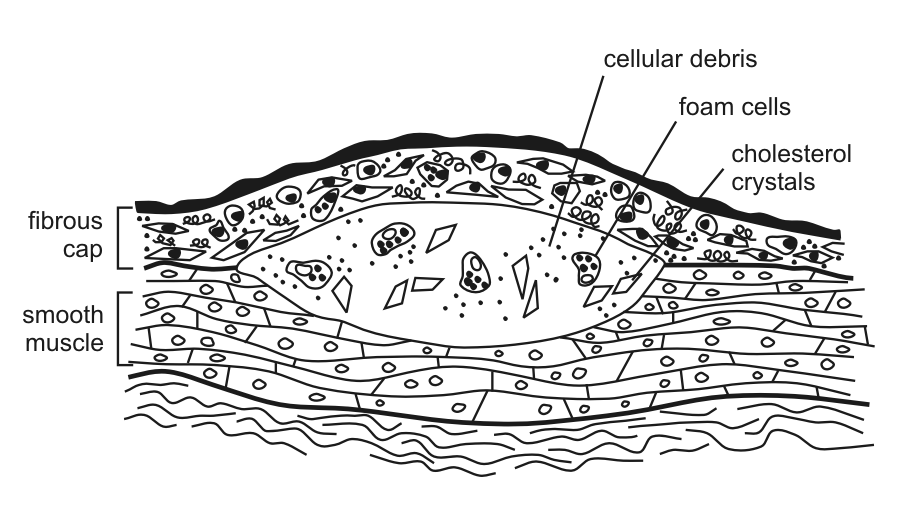 cellular debris
foam cells
cholesterol
crystals
fibrous
cap
smooth
muscle